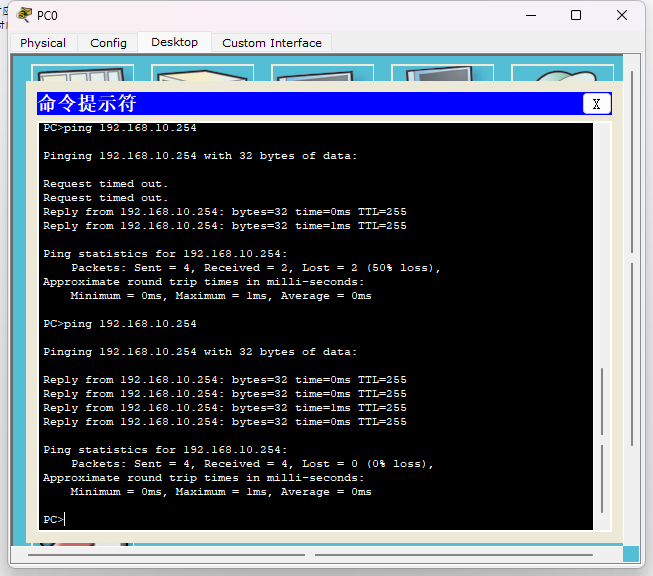 PC0
Physical Config Desktop Custom Interface
命令提示符
X
PC>ping 192.168.10.254
Pinging 192.168.10.254 with 32 bytes of data:
Request timed out.
Request timed out.
Reply from 192.168.10.254: bytes=32 time=0ms TTL=255
Reply from 192.168.10.254: bytes=32 time=1ms TTL=255
Ping statistics for 192.168.10.254:
Packets: Sent = 4, Received = 2, Lost = 2 (50% loss),
Approximate round trip times in milli-seconds:
Minimum = 0ms, Maximum = 1ms, Average = 0ms
PC>ping 192.168.10.254
Pinging 192.168.10.254 with 32 bytes of data:
Reply from 192.168.10.254: bytes=32 time=0ms TTL=255
Reply from 192.168.10.254: bytes=32 time=0ms TTL=255
Reply from 192.168.10.254: bytes=32 time=1ms TTL=255
Reply from 192.168.10.254: bytes=32 time=0ms TTL=255
Ping statistics for 192.168.10.254:
Packets: Sent = 4, Received = 4, Lost = 0 (0% loss),
Approximate round trip times in milli-seconds:
Minimum = 0ms, Maximum = 1ms, Average = 0ms
PC>